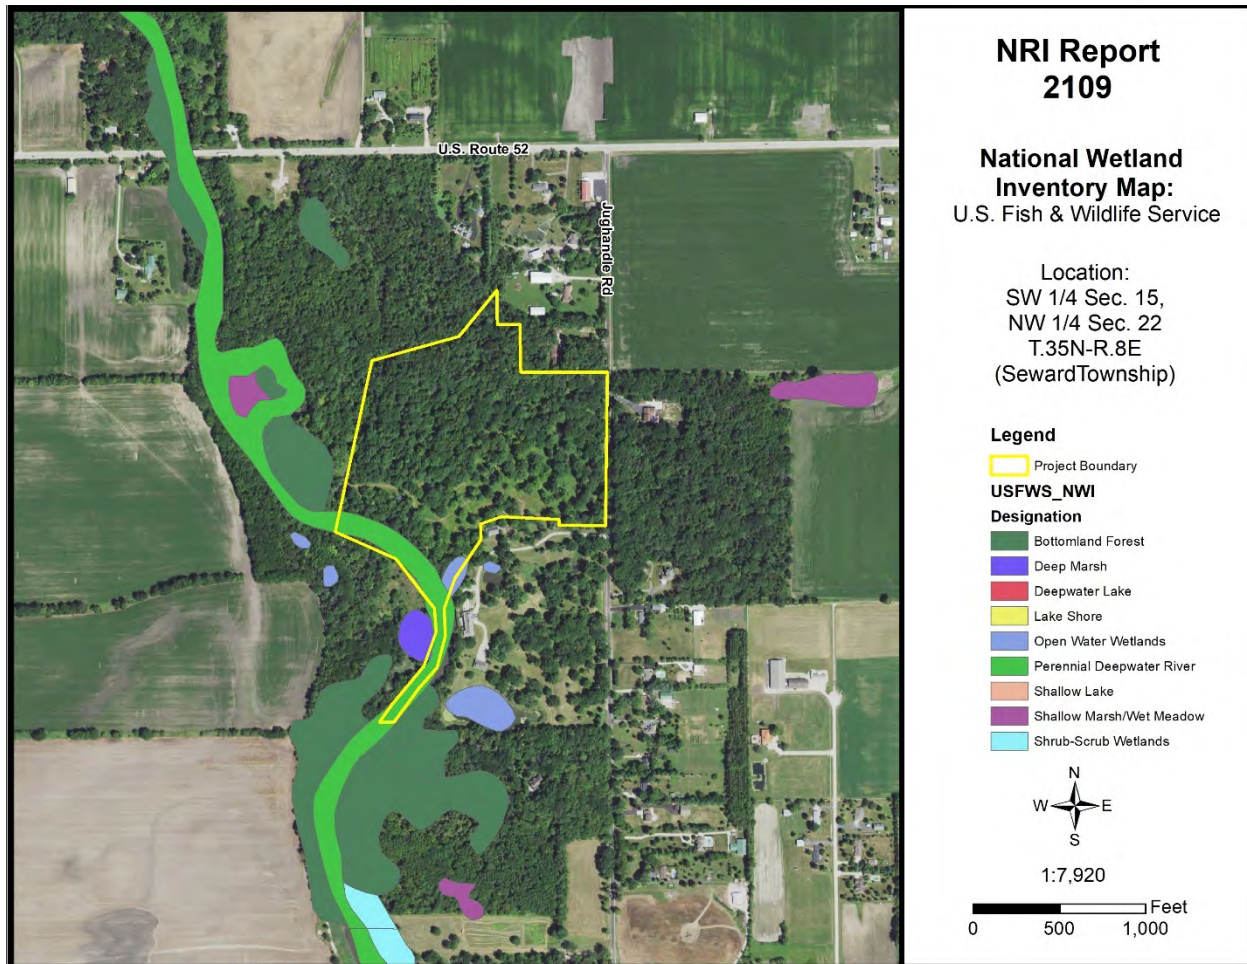 NRI Report
2109
National Wetland
Inventory Map:
U.S. Fish & Wildlife Service
Location:
SW 1/4 Sec. 15,
NW 1/4 Sec. 22
T.35N-R.8E
(SewardTownship)
Legend
Project Boundary
USFWS_NWI
Designation
Bottomland Forest
Deep Marsh
Deepwater Lake
Lake Shore
Open Water Wetlands
Perennial Deepwater River
Shallow Lake
Shallow Marsh/Wet Meadow
Shrub-Scrub Wetlands
N
W E
S
1:7,920
Feet
0 500 1,000
U.S. Route 52
Jughandle Rd